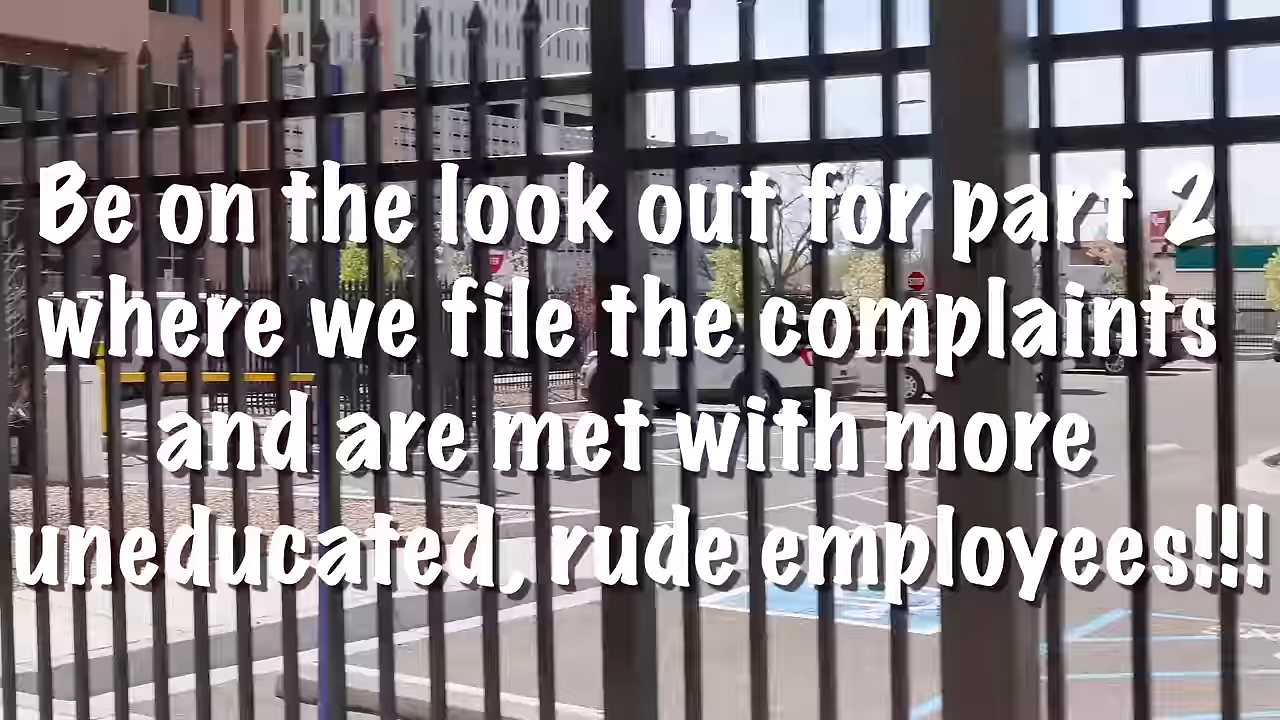 Be on the look out for part 2
where we file the complaints
and are met with more
uneducated, rude employees!!!